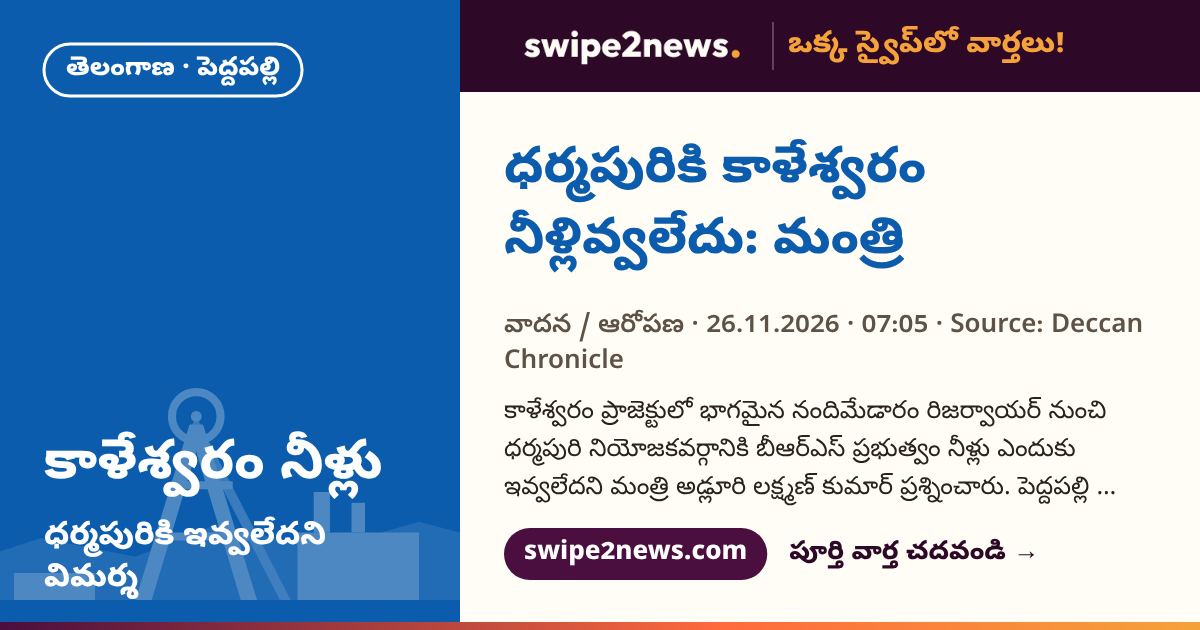 తెలంగాణ · పెద్దపల్లి
కాళేశ్వరం నీళ్లు
ధర్మపురికి ఇవ్వలేదని
విమర్శ
swipe2news.
ఒక్క స్వైప్‌లో వార్తలు!
ధర్మపురికి కాళేశ్వరం
నీళ్లివ్వలేదు: మంత్రి
వాదన / ఆరోపణ · 26.11.2026 · 07:05 · Source: Deccan
Chronicle
కాళేశ్వరం ప్రాజెక్టులో భాగమైన నందిమేడారం రిజర్వాయర్ నుంచి
ధర్మపురి నియోజకవర్గానికి బీఆర్ఎస్ ప్రభుత్వం నీళ్లు ఎందుకు
ఇవ్వలేదని మంత్రి అడ్లూరి లక్ష్మణ్ కుమార్ ప్రశ్నించారు. పెద్దపల్లి ...
swipe2news.com
పూర్తి వార్త చదవండి →